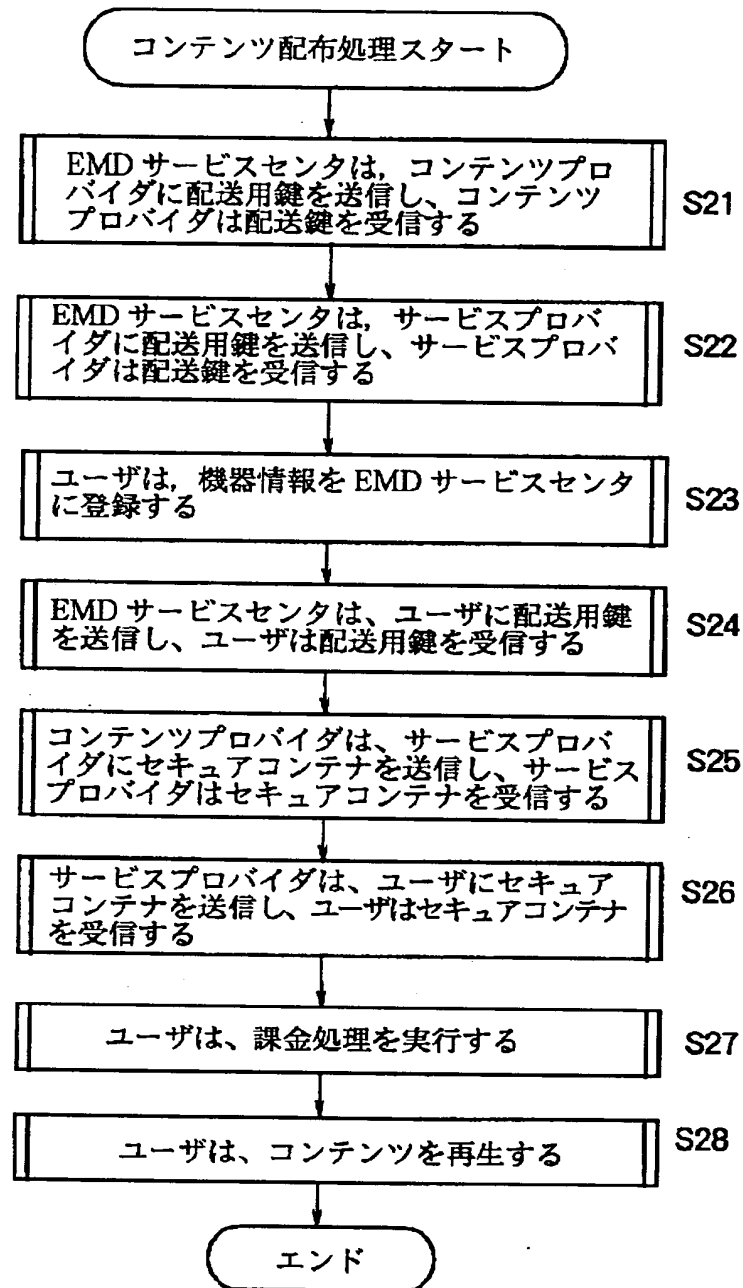 コンテンツ配布処理スタート
EMD サービスセンタは，コンテンツプロ
バイダに配送用鍵を送信し、コンテンツ
プロバイダは配送鍵を受信する
S21
EMD サービスセンタは，サービスプロバ
イダに配送用鍵を送信し、サービスプロバ
イダは配送鍵を受信する
S22
ユーザは，機器情報を EMD サービスセンタ
に登録する
S23
EMD サービスセンタは、ユーザに配送用鍵
を送信し、ユーザは配送用鍵を受信する
S24
コンテンツプロバイダは、サービスプロバ
イダにセキュアコンテナを送信し、サービス
プロバイダはセキュアコンテナを受信する
S25
サービスプロバイダは、ユーザにセキュア
コンテナを送信し、ユーザはセキュアコンテナ
を受信する
S26
ユーザは、課金処理を実行する
S27
ユーザは、コンテンツを再生する
S28
エンド